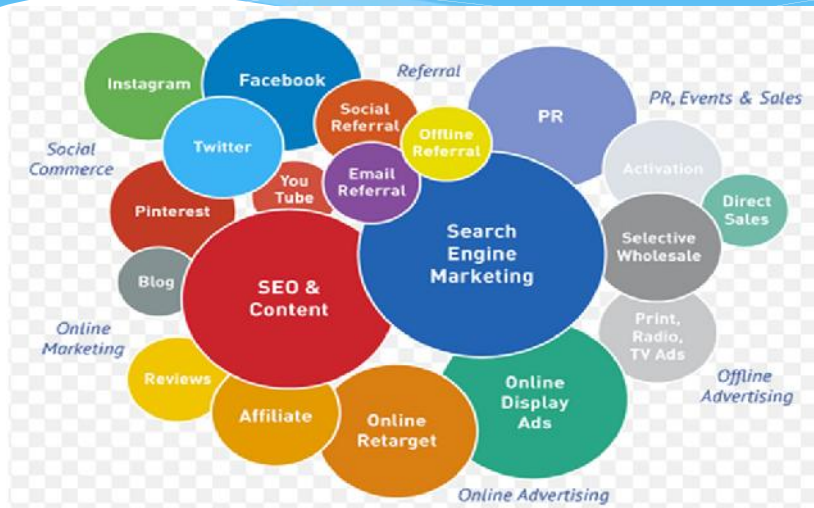 Instagram
Facebook
Referral
PR, Events & Sales
Social
Referral
Offline
Referral
PR
Social
Commerce
Twitter
Activation
Pinterest
You
Tube
Email
Referral
Direct
Sales
Search
Engine
Marketing
Selective
Wholesale
Blog
SEO &
Content
Online
Marketing
Print,
Radio,
TV Ads
Reviews
Affiliate
Online
Retarget
Online
Display
Ads
Offline
Advertising
Online Advertising